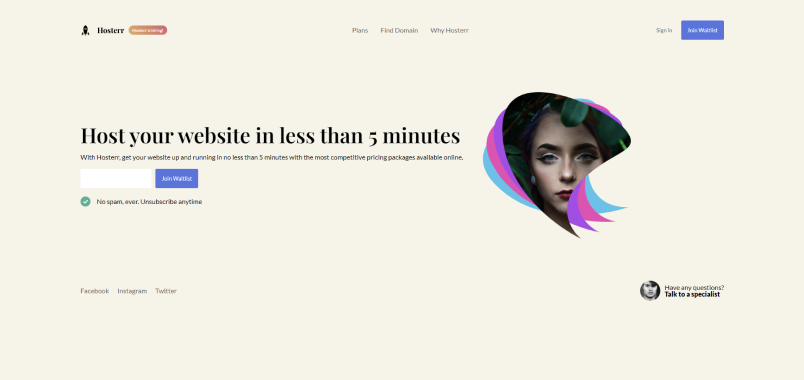 Hosterr
Plans
Find Domain
Why Hosterr
Sign In
Join Waitlist
Host your website in less than 5 minutes
With Hosterr, get your website up and running in no less than 5 minutes with the most competitive pricing packages available online.
Join Waitlist
No spam, ever. Unsubscribe anytime
Facebook
Instagram
Twitter
Have any questions?
Talk to a specialist